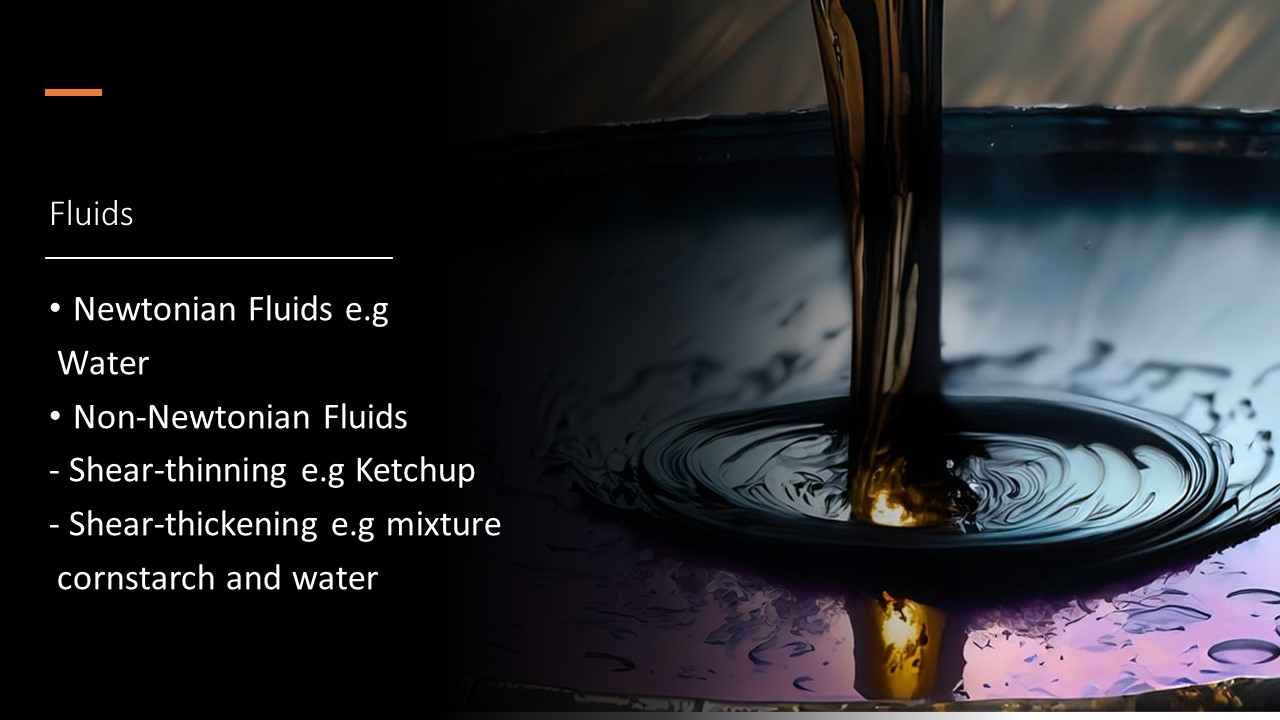 Fluids
• Newtonian Fluids e.g
Water
• Non-Newtonian Fluids
- Shear-thinning e.g Ketchup
- Shear-thickening e.g mixture
cornstarch and water